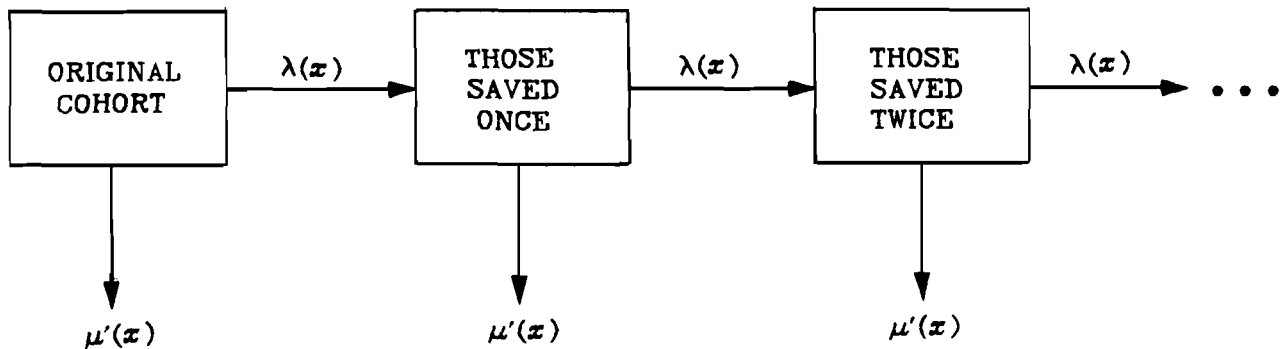 ORIGINAL
COHORT
λ(x)
THOSE
SAVED
ONCE
λ(x)
THOSE
SAVED
TWICE
λ(x)
• • •
μ'(x)
μ'(x)
μ'(x)